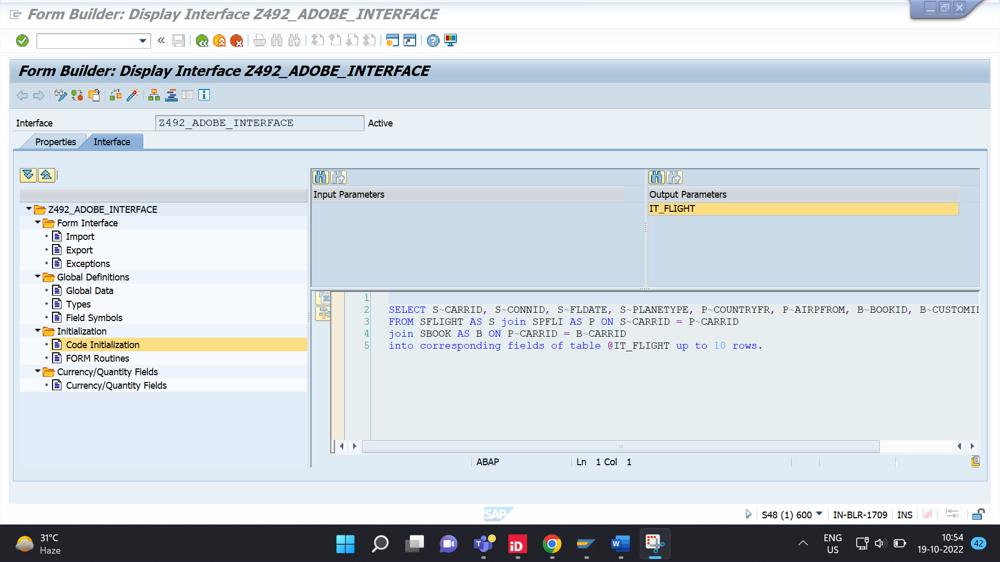 Form Builder: Display Interface Z492_ADOBE_INTERFACE
Form Builder: Display Interface Z492_ADOBE_INTERFACE
Interface Z492_ADOBE_INTERFACE Active
Properties Interface
Z492_ADOBE_INTERFACE
Form Interface
Import
Export
Exceptions
Global Definitions
Global Data
Types
Field Symbols
Initialization
Code Initialization
FORM Routines
Currency/Quantity Fields
Currency/Quantity Fields
Input Parameters
Output Parameters
IT_FLIGHT
1
2 SELECT S~CARRID, S~CONNID, S~FLDATE, S~PLANETYPE, P~COUNTRYFR, P~AIRPFROM, B~BOOKID,
3 FROM SFLIGHT AS S join SPFLI AS P ON S~CARRID = P~CARRID
4 join SBOOK AS B ON P~CARRID = B~CARRID
5 into corresponding fields of table @IT_FLIGHT up to 10 rows.
ABAP Ln 1 Col 1
SAP
S48 (1) 600 IN-BLR-1709 INS
31°C
Haze
ENG
US
10:54
19-10-2022
42